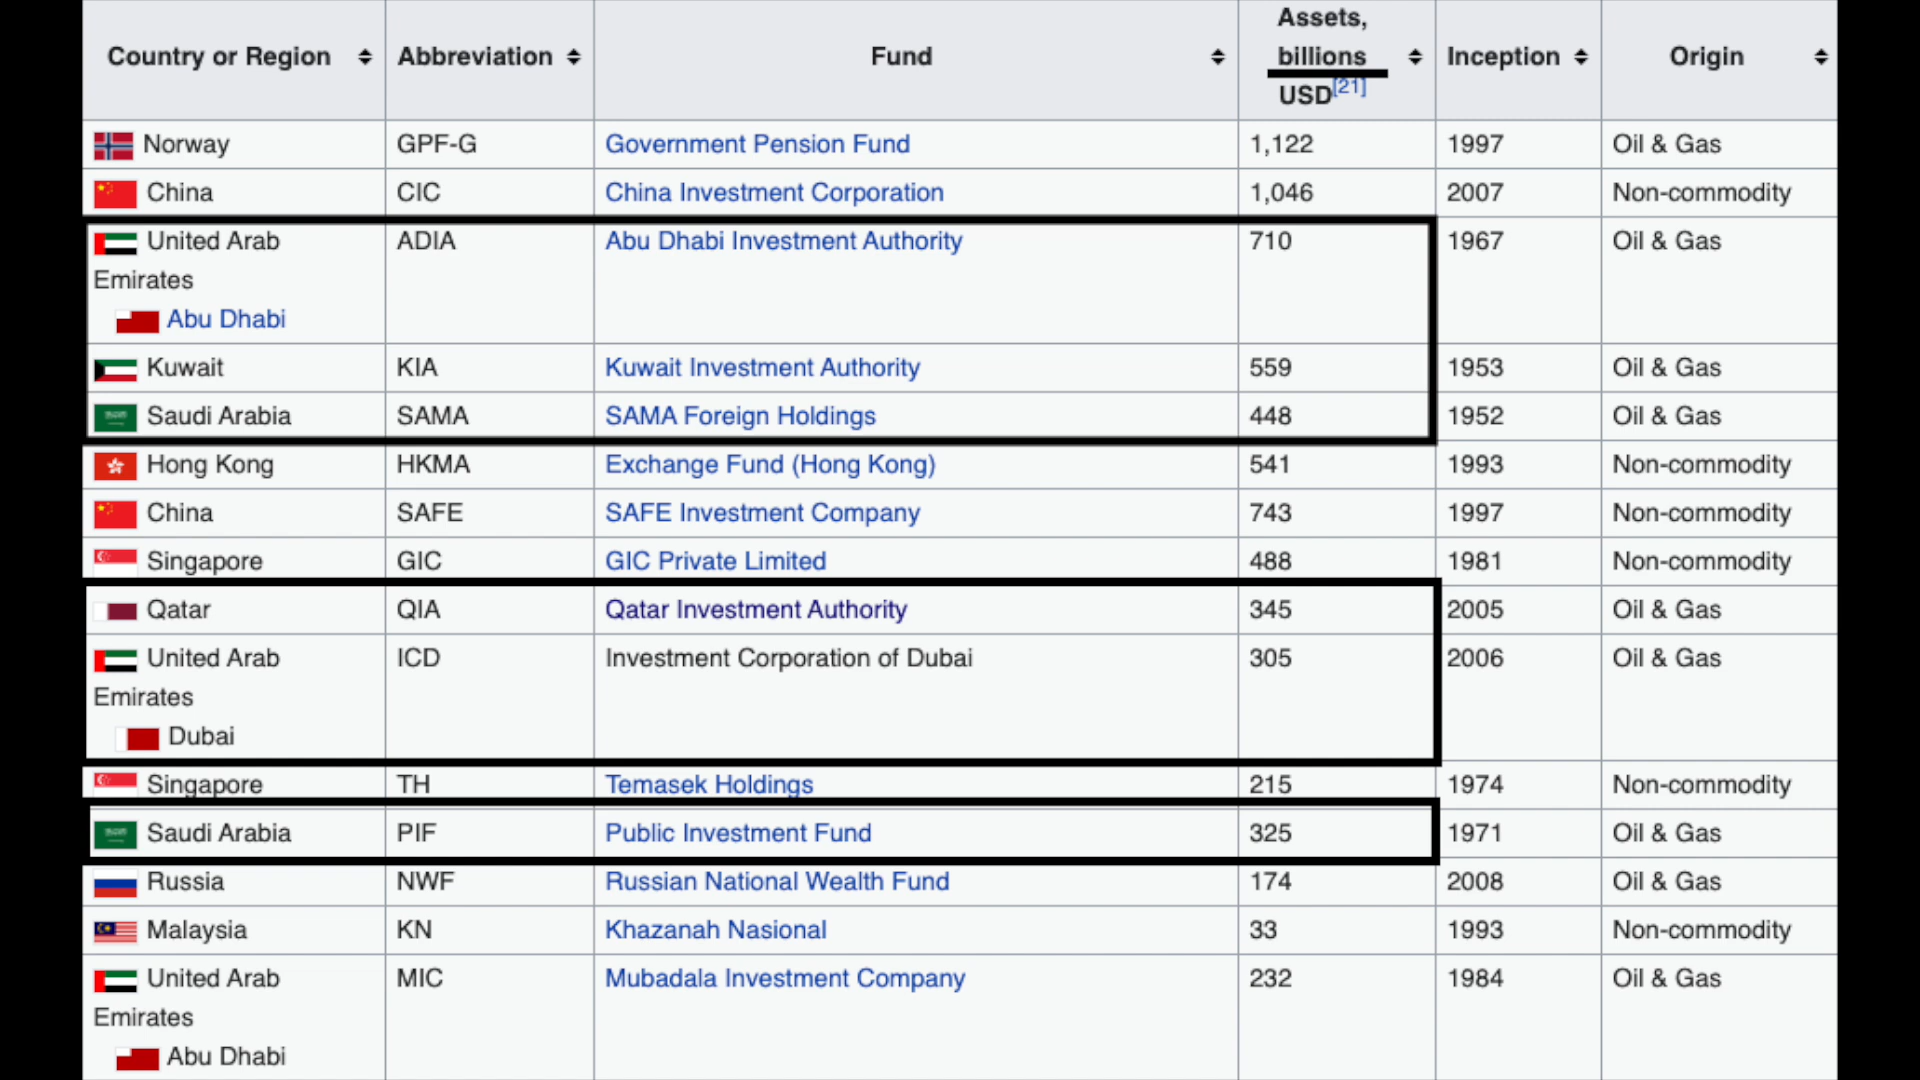 Country or Region Abbreviation Fund Assets, billions USD[21] Inception Origin
Norway GPF-G Government Pension Fund 1,122 1997 Oil & Gas
China CIC China Investment Corporation 1,046 2007 Non-commodity
United Arab ADIA Abu Dhabi Investment Authority 710 1967 Oil & Gas
Emirates
Abu Dhabi
Kuwait KIA Kuwait Investment Authority 559 1953 Oil & Gas
Saudi Arabia SAMA SAMA Foreign Holdings 448 1952 Oil & Gas
Hong Kong HKMA Exchange Fund (Hong Kong) 541 1993 Non-commodity
China SAFE SAFE Investment Company 743 1997 Non-commodity
Singapore GIC GIC Private Limited 488 1981 Non-commodity
Qatar QIA Qatar Investment Authority 345 2005 Oil & Gas
United Arab ICD Investment Corporation of Dubai 305 2006 Oil & Gas
Emirates
Dubai
Singapore TH Temasek Holdings 215 1974 Non-commodity
Saudi Arabia PIF Public Investment Fund 325 1971 Oil & Gas
Russia NWF Russian National Wealth Fund 174 2008 Oil & Gas
Malaysia KN Khazanah Nasional 33 1993 Non-commodity
United Arab MIC Mubadala Investment Company 232 1984 Oil & Gas
Emirates
Abu Dhabi